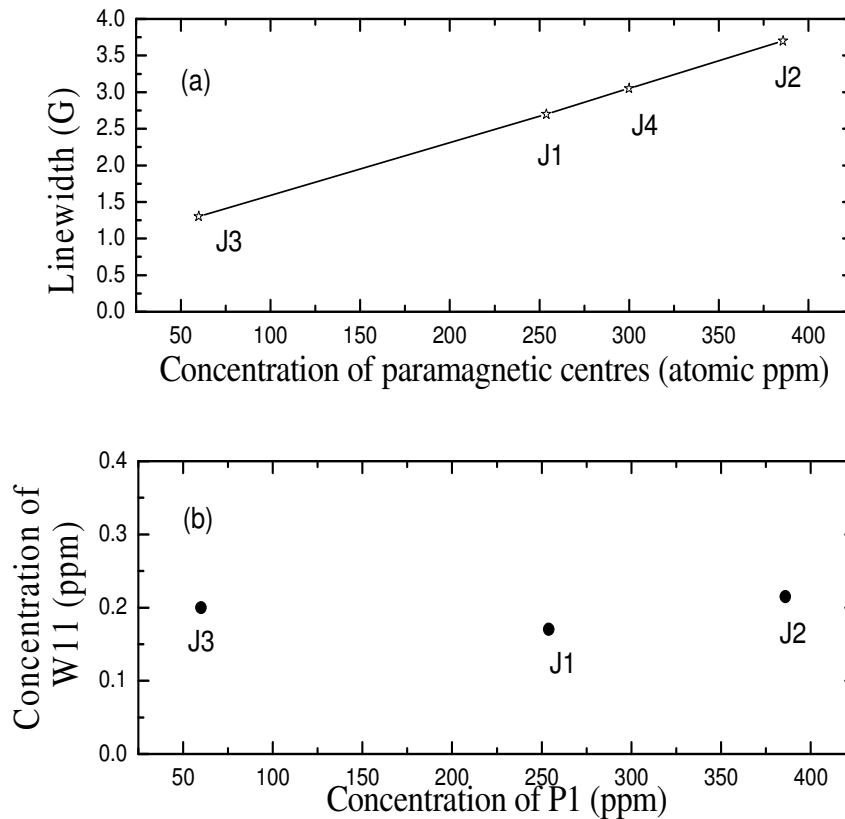 4.0
3.5
3.0
2.5
2.0
1.5
1.0
0.5
0.0
Linewidth (G)
(a)
J3
J1
J4
J2
50 100 150 200 250 300 350 400
Concentration of paramagnetic centres (atomic ppm)
0.4
0.3
0.2
0.1
0.0
Concentration of
W11 (ppm)
(b)
J3
J1
J2
50 100 150 200 250 300 350 400
Concentration of P1 (ppm)